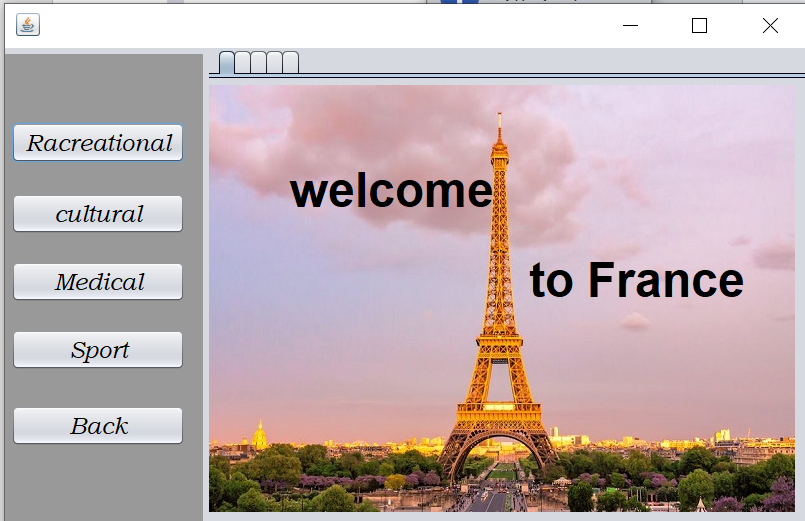 Racreational
cultural
Medical
Sport
Back
welcome
to France